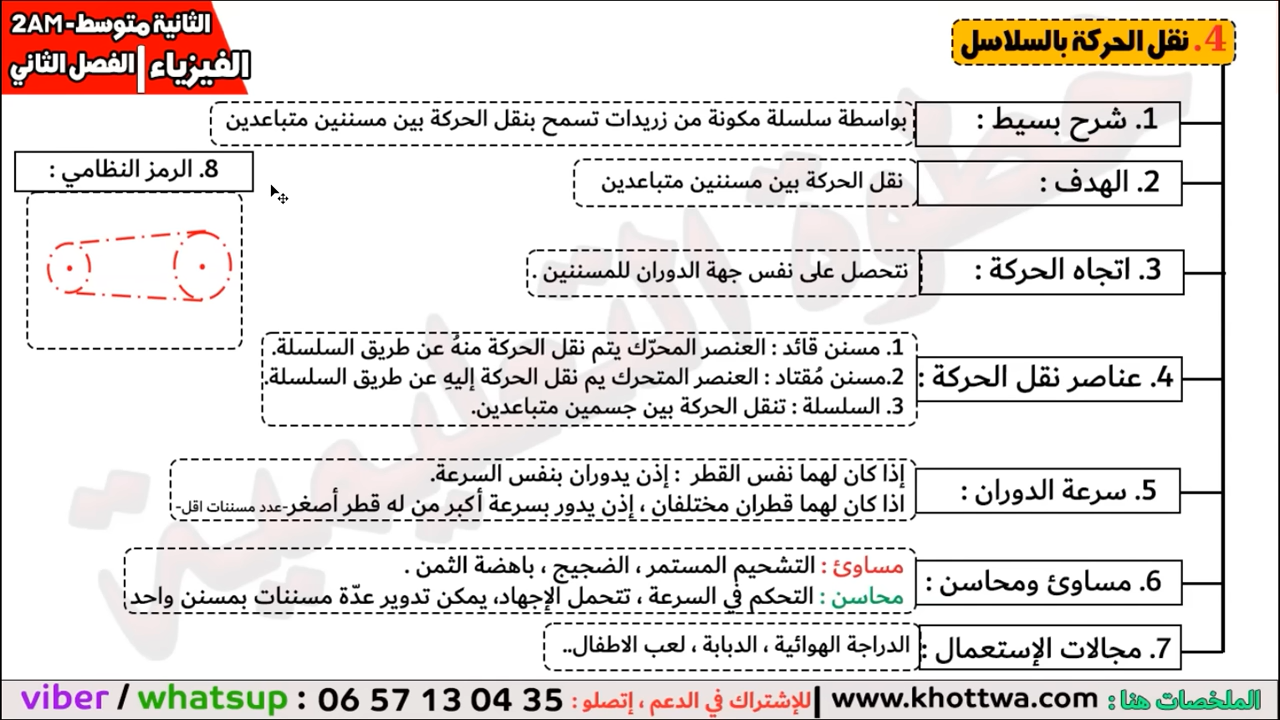 الثانية متوسط-2AM
الفيزياء | الفصل الثاني
4. نقل الحركة بالسلاسل
1. شرح بسيط :
بواسطة سلسلة مكونة من زريدات تسمح بنقل الحركة بين مسننين متباعدين
2. الهدف :
نقل الحركة بين مسننين متباعدين
3. اتجاه الحركة :
نتحصل على نفس جهة الدوران للمسننين .
4. عناصر نقل الحركة :
1. مسنن قائد : العنصر المحرّك يتم نقل الحركة منهُ عن طريق السلسلة.
2.مسنن مُقتاد : العنصر المتحرك يم نقل الحركة إليهِ عن طريق السلسلة.
3. السلسلة : تنقل الحركة بين جسمين متباعدين.
5. سرعة الدوران :
إذا كان لهما نفس القطر : إذن يدوران بنفس السرعة.
اذا كان لهما قطران مختلفان ، إذن يدور بسرعة أكبر من له قطر أصغر-عدد مسننات اقل-
6. مساوئ ومحاسن :
مساوئ : التشحيم المستمر ، الضجيج ، باهضة الثمن .
محاسن : التحكم في السرعة ، تتحمل الإجهاد، يمكن تدوير عدّة مسننات بمسنن واحد
7. مجالات الإستعمال :
الدراجة الهوائية ، الدبابة ، لعب الاطفال..
8. الرمز النظامي :
خطوة التعليمية
الملخصات هنا : www.khottwa.com | للإشتراك في الدعم ، إتصلو : viber / whatsup : 06 57 13 04 35